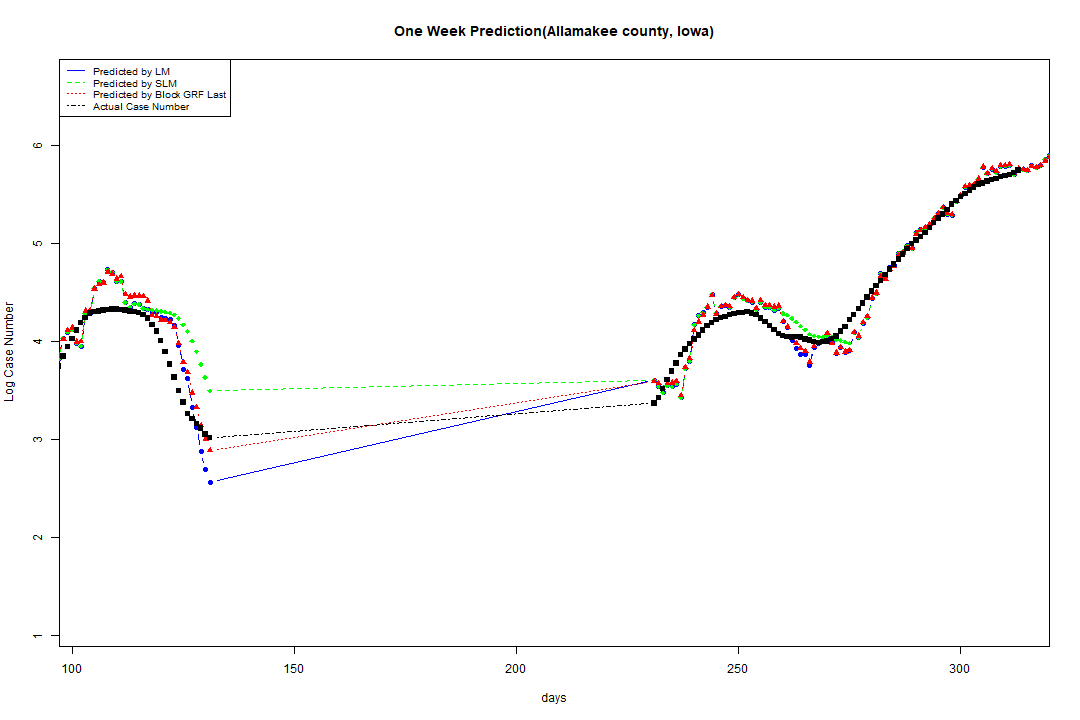 One Week Prediction(Allamakee county, Iowa)
Predicted by LM
Predicted by SLM
Predicted by Block GRF Last
Actual Case Number
Log Case Number
6
5
4
3
2
1
100 150 200 250 300
days